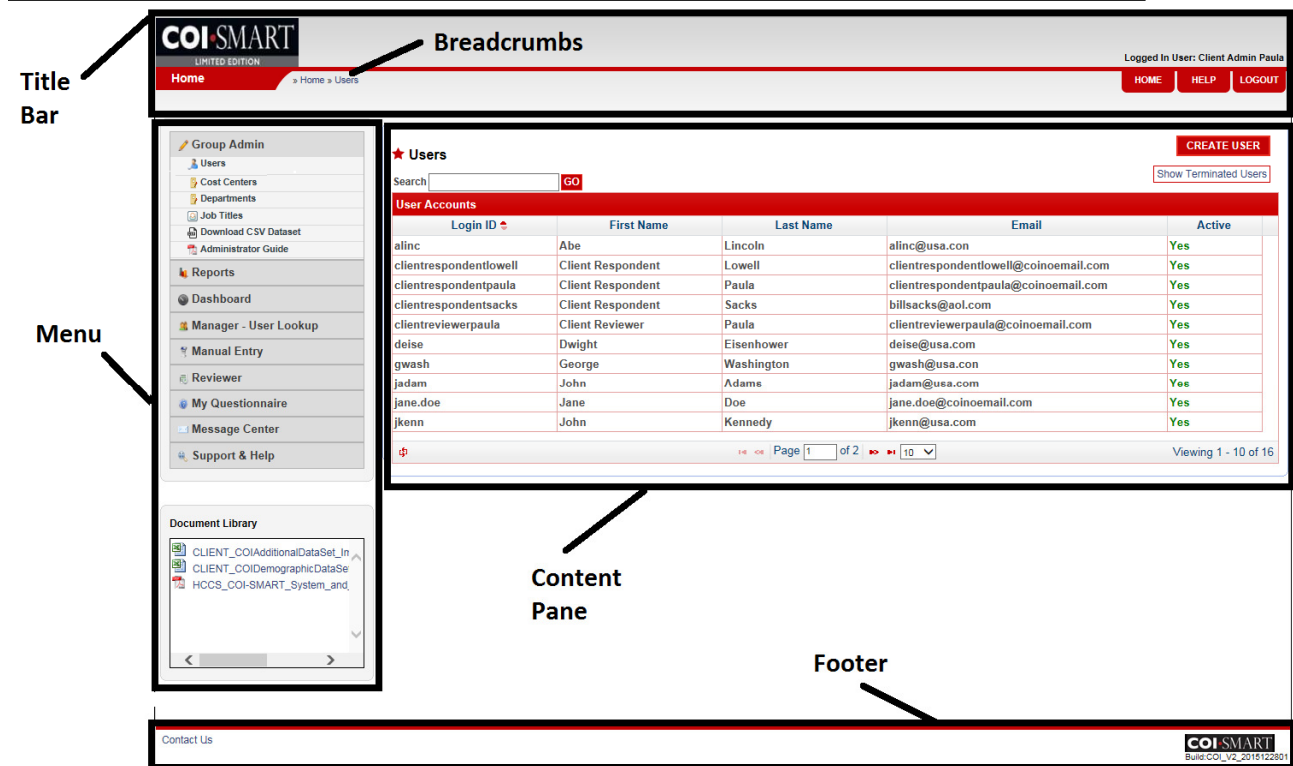 COI SMART
LIMITED EDITION
Breadcrumbs
Logged In User: Client Admin Paula
Title
Bar
Home
» Home » Users
HOME
HELP
LOGOUT
Group Admin
Users
Cost Centers
Departments
Job Titles
Download CSV Dataset
Administrator Guide
Reports
Dashboard
Manager - User Lookup
Manual Entry
Reviewer
My Questionnaire
Message Center
Support & Help
Menu
Document Library
CLIENT_COIAdditionalDataSet_In
CLIENT_COIDemographicDataSe
HCCS_COI-SMART_System_and_
Users
CREATE USER
Search GO
Show Terminated Users
User Accounts
Login ID First Name Last Name Email Active
alinc Abe Lincoln alinc@usa.con Yes
clientrespondentlowell Client Respondent Lowell clientrespondentlowell@coinoemail.com Yes
clientrespondentpaula Client Respondent Paula clientrespondentpaula@coinoemail.com Yes
clientrespondentsacks Client Respondent Sacks billsacks@aol.com Yes
clientreviewerpaula Client Reviewer Paula clientreviewerpaula@coinoemail.com Yes
deise Dwight Eisenhower deise@usa.com Yes
gwash George Washington gwash@usa.con Yes
jadam John Adams jadam@usa.com Yes
jane.doe Jane Doe jane.doe@coinoemail.com Yes
jkenn John Kennedy jkenn@usa.com Yes
Page 1 of 2 10 Viewing 1 - 10 of 16
Content
Pane
Footer
Contact Us
COI SMART
Build:COI_V2_2015122801